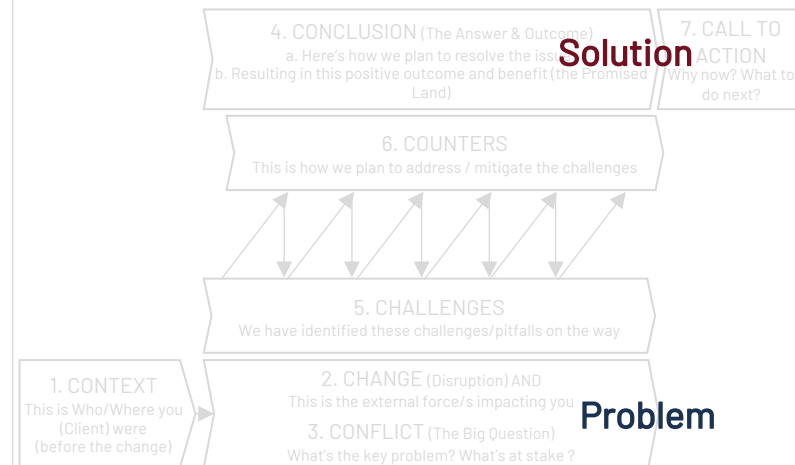 4. CONCLUSION (The Answer & Outcome)
a. Here's how we plan to resolve the
b. Resulting in this positive outcome and benefit (the Promised
Land)
Solution
7. CALL TO
ACTION
Why now? What to
do next?
6. COUNTERS
This is how we plan to address / mitigate the challenges
5. CHALLENGES
We have identified these challenges/pitfalls on the way
1. CONTEXT
This is Who/Where you
(Client) were
(before the change)
2. CHANGE (Disruption) AND
This is the external force/s impacting you
Problem
3. CONFLICT (The Big Question)
What's the key problem? What's at stake ?